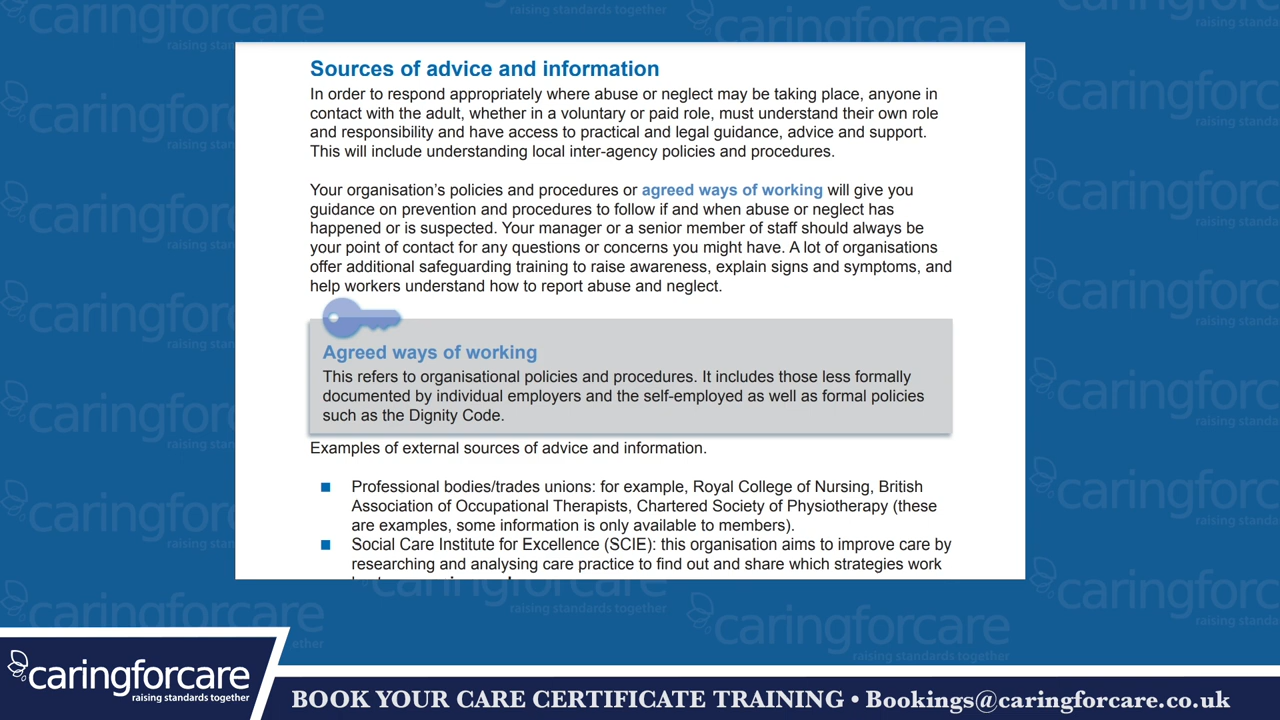 Sources of advice and information
In order to respond appropriately where abuse or neglect may be taking place, anyone in
contact with the adult, whether in a voluntary or paid role, must understand their own role
and responsibility and have access to practical and legal guidance, advice and support.
This will include understanding local inter-agency policies and procedures.
Your organisation's policies and procedures or agreed ways of working will give you
guidance on prevention and procedures to follow if and when abuse or neglect has
happened or is suspected. Your manager or a senior member of staff should always be
your point of contact for any questions or concerns you might have. A lot of organisations
offer additional safeguarding training to raise awareness, explain signs and symptoms, and
help workers understand how to report abuse and neglect.
Agreed ways of working
This refers to organisational policies and procedures. It includes those less formally
documented by individual employers and the self-employed as well as formal policies
such as the Dignity Code.
Examples of external sources of advice and information.
Professional bodies/trades unions: for example, Royal College of Nursing, British
Association of Occupational Therapists, Chartered Society of Physiotherapy (these
are examples, some information is only available to members).
Social Care Institute for Excellence (SCIE): this organisation aims to improve care by
researching and analysing care practice to find out and share which strategies work
caringforcare
raising standards together
BOOK YOUR CARE CERTIFICATE TRAINING • Bookings@caringforcare.co.uk